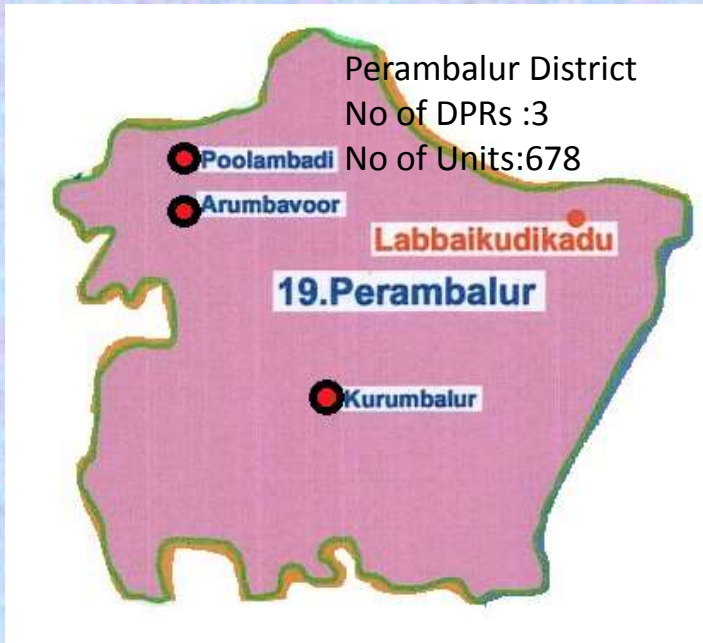 Perambalur District
No of DPRs :3
No of Units:678
Poolambadi
Arumbavoor
Labbaikudikadu
19.Perambalur
Kurumbalur